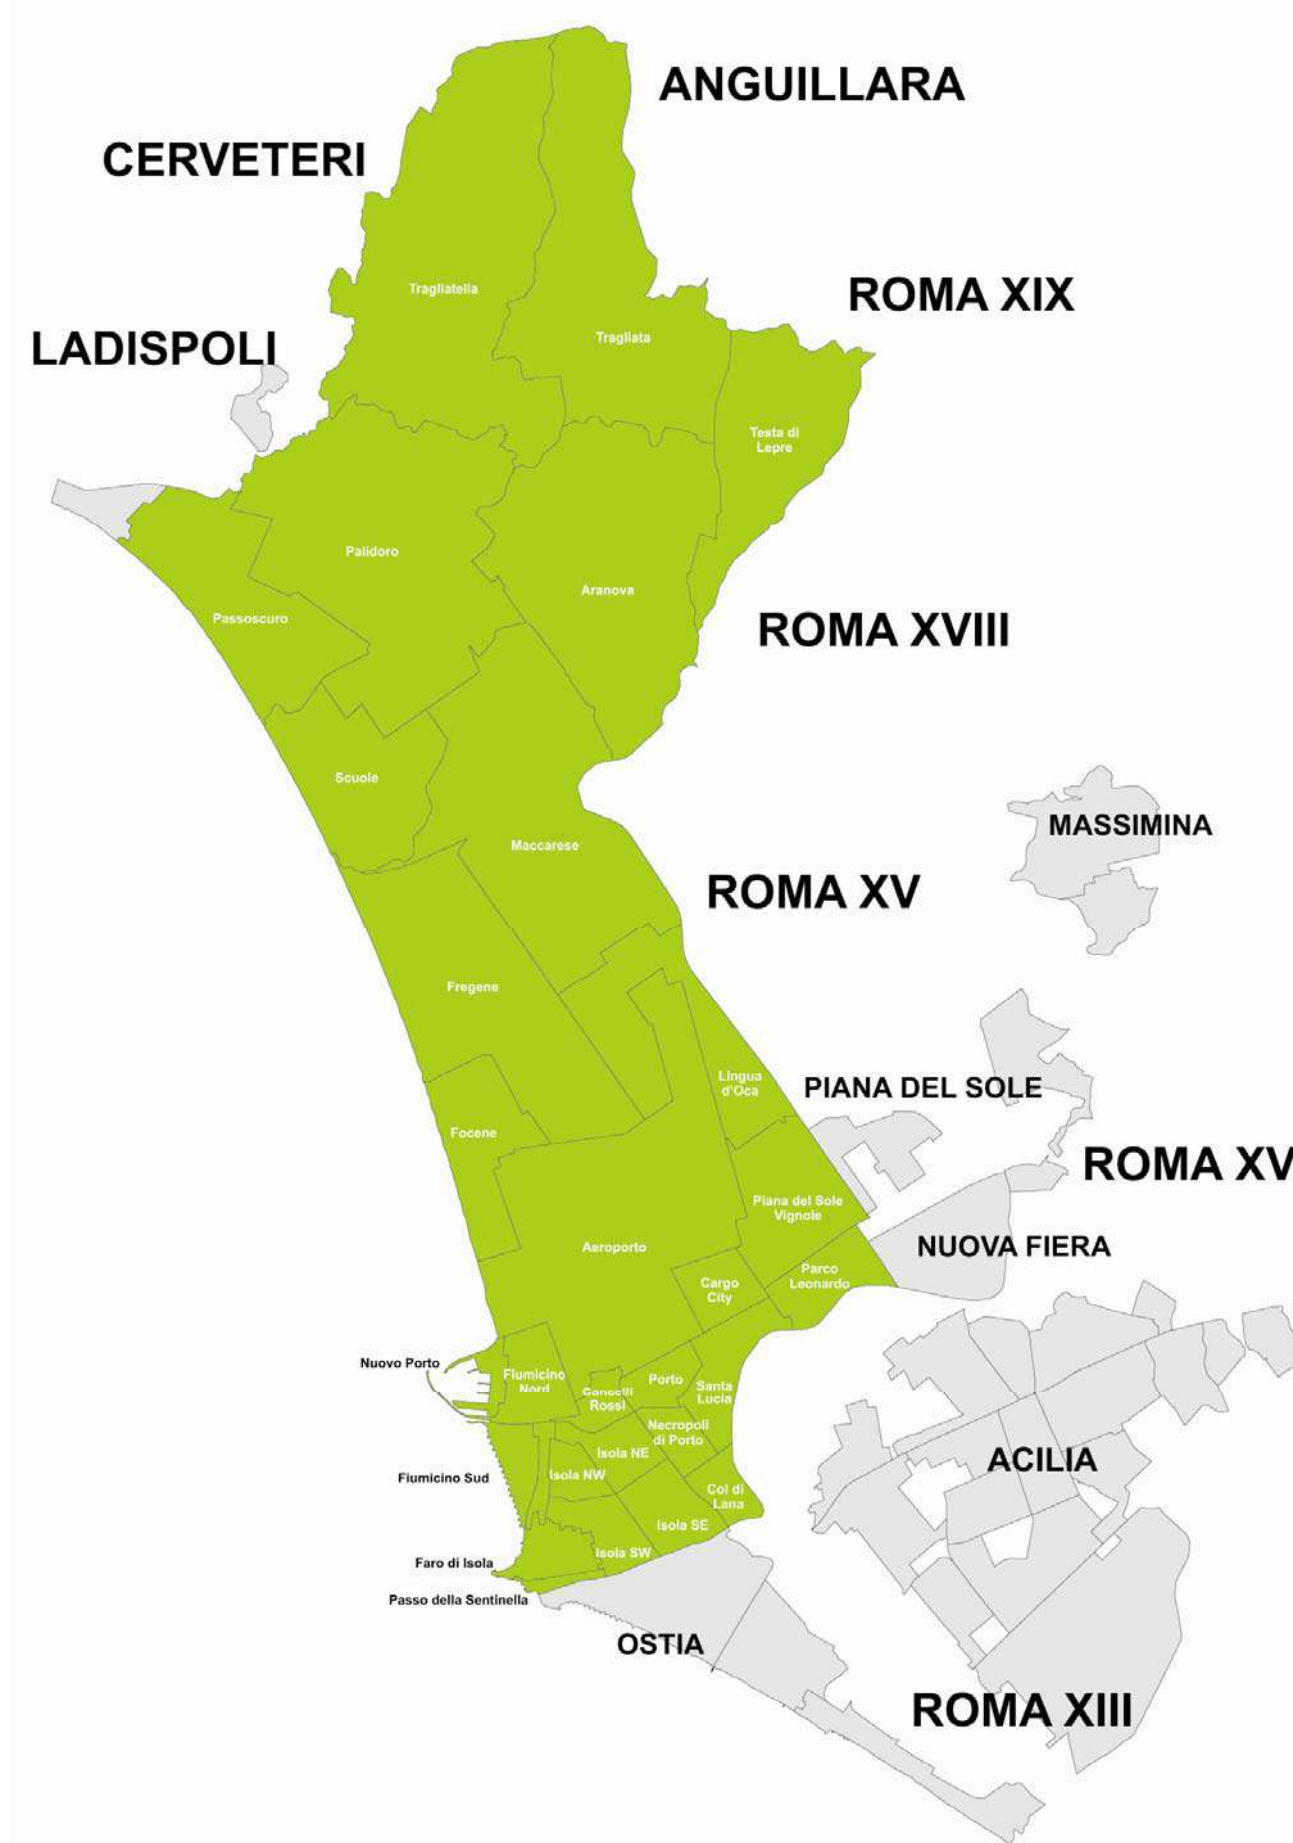 ANGUILLARA
CERVETERI
Tragliatella
ROMA XIX
LADISPOLI
Tragliata
Testa di
Lepre
Palidoro
Aranova
Passoscuro
ROMA XVIII
Scuole
MASSIMINA
Maccarese
ROMA XV
Fregene
Lingua
d'Oca
PIANA DEL SOLE
Focene
ROMA XV
Piana del Sole
Vignole
Aeroporto
NUOVA FIERA
Parco
Leonardo
Cargo
City
Nuovo Porto
Fiumicino
Nord
Porto
Santa
Lucia
Rossi
Necropoli
di Porto
Isola NE
ACILIA
Isola NW
Fiumicino Sud
Col di
Lana
Isola SE
Isola SW
Faro di Isola
Passo della Sentinella
OSTIA
ROMA XIII